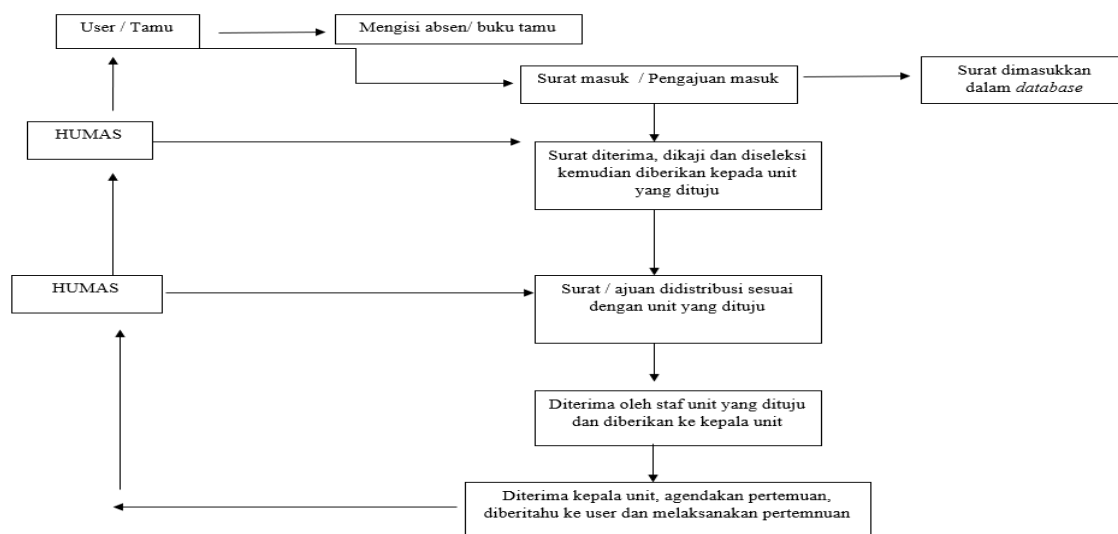 User / Tamu
Mengisi absen/ buku tamu
Surat masuk / Pengajuan masuk
Surat dimasukkan
dalam database
HUMAS
Surat diterima, dikaji dan diseleksi
kemudian diberikan kepada unit
yang dituju
HUMAS
Surat / ajuan didistribusi sesuai
dengan unit yang dituju
Diterima oleh staf unit yang dituju
dan diberikan ke kepala unit
Diterima kepala unit, agendakan pertemuan,
diberitahu ke user dan melaksanakan pertemnuan